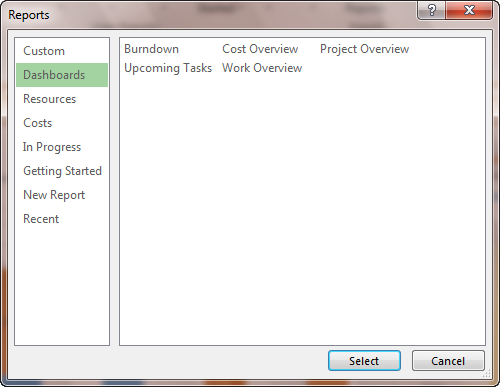 Reports
Custom
Dashboards
Resources
Costs
In Progress
Getting Started
New Report
Recent
Burndown Cost Overview Project Overview
Upcoming Tasks Work Overview
Select Cancel